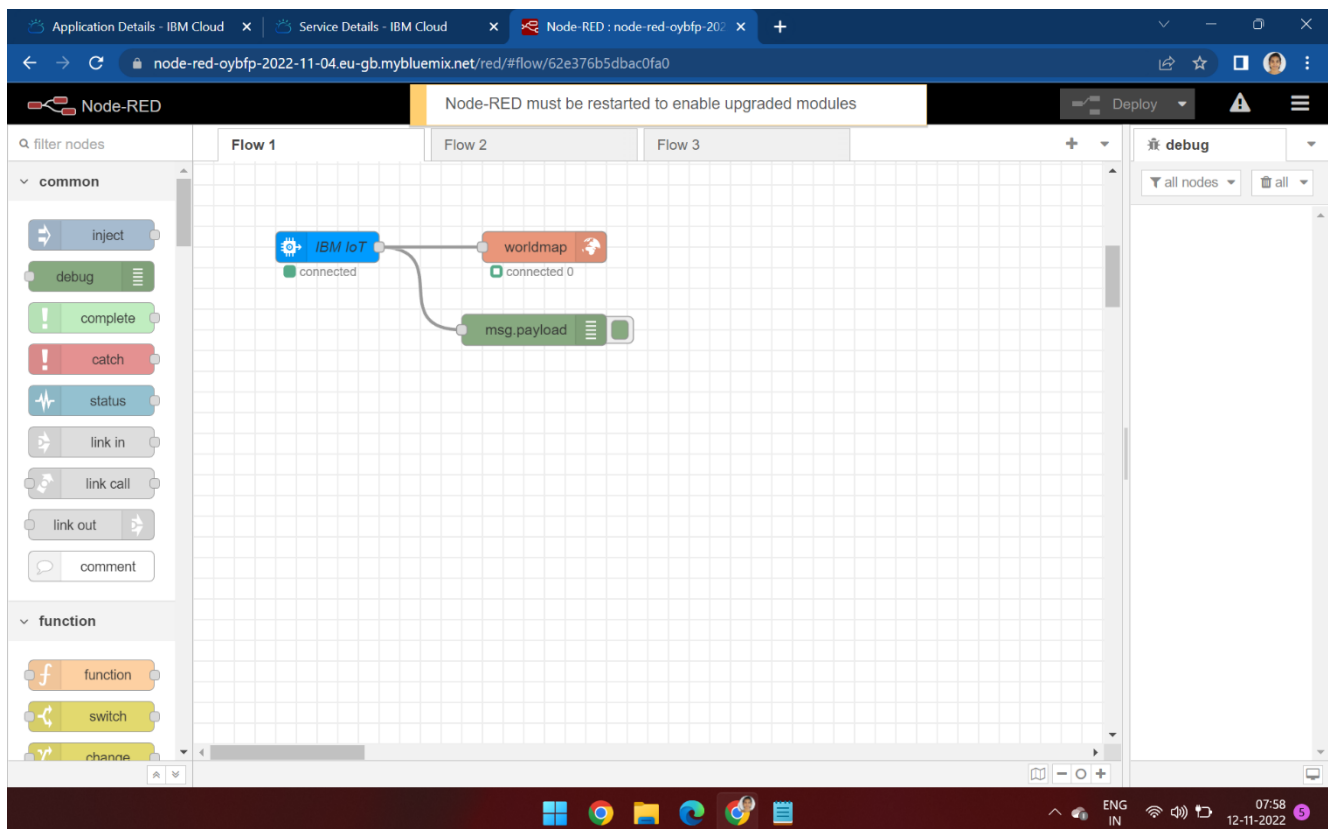 Application Details - IBM Cloud
Service Details - IBM Cloud
Node-RED : node-red-oybfp-202
node-red-oybfp-2022-11-04.eu-gb.mybluemix.net/red/#flow/62e376b5dbac0fa0
Node-RED
Node-RED must be restarted to enable upgraded modules
Deploy
filter nodes
Flow 1
Flow 2
Flow 3
debug
common
all nodes
all
inject
debug
complete
catch
status
link in
link call
link out
comment
function
function
switch
change
IBM IoT
connected
worldmap
connected 0
msg.payload
ENG
IN
07:58
12-11-2022
5